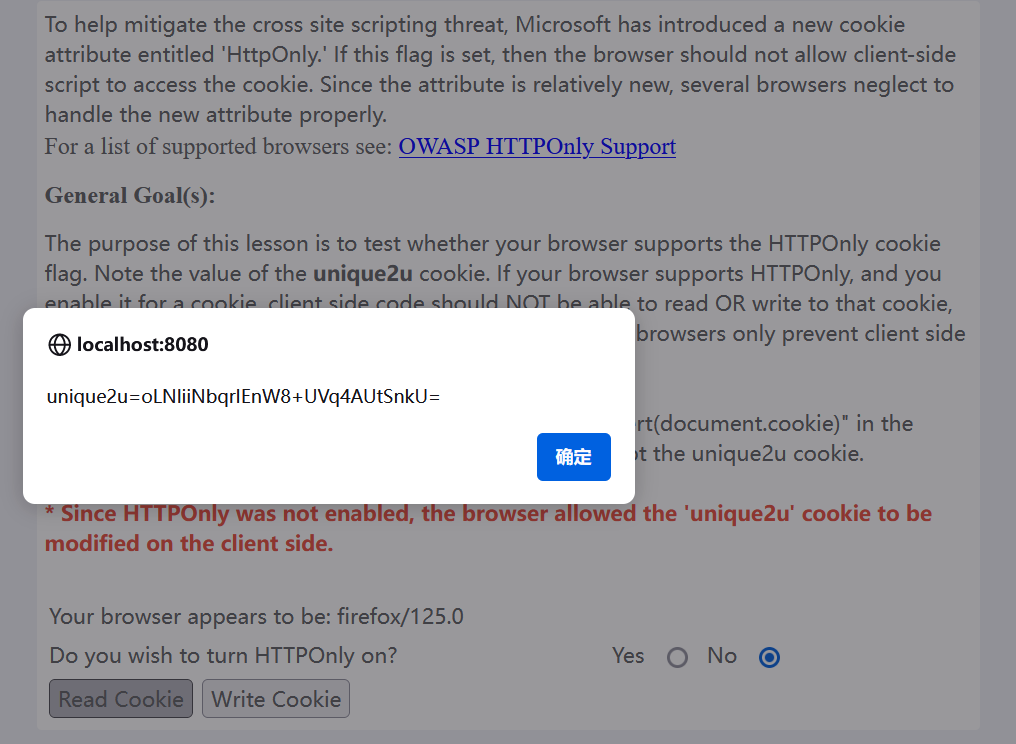 To help mitigate the cross site scripting threat, Microsoft has introduced a new cookie
attribute entitled 'HttpOnly.' If this flag is set, then the browser should not allow client-side
script to access the cookie. Since the attribute is relatively new, several browsers neglect to
handle the new attribute properly.
For a list of supported browsers see: OWASP HTTPOnly Support
General Goal(s):
The purpose of this lesson is to test whether your browser supports the HTTPOnly cookie
flag. Note the value of the unique2u cookie. If your browser supports HTTPOnly, and you
enable it for a cookie, client side code should NOT be able to read OR write to that cookie,
browsers only prevent client side
localhost:8080
unique2u=oLNIiiNbqrIEnW8+UVq4AUtSnkU=
rt(document.cookie)" in the
the unique2u cookie.
确定
* Since HTTPOnly was not enabled, the browser allowed the 'unique2u' cookie to be
modified on the client side.
Your browser appears to be: firefox/125.0
Do you wish to turn HTTPOnly on? Yes No
Read Cookie Write Cookie